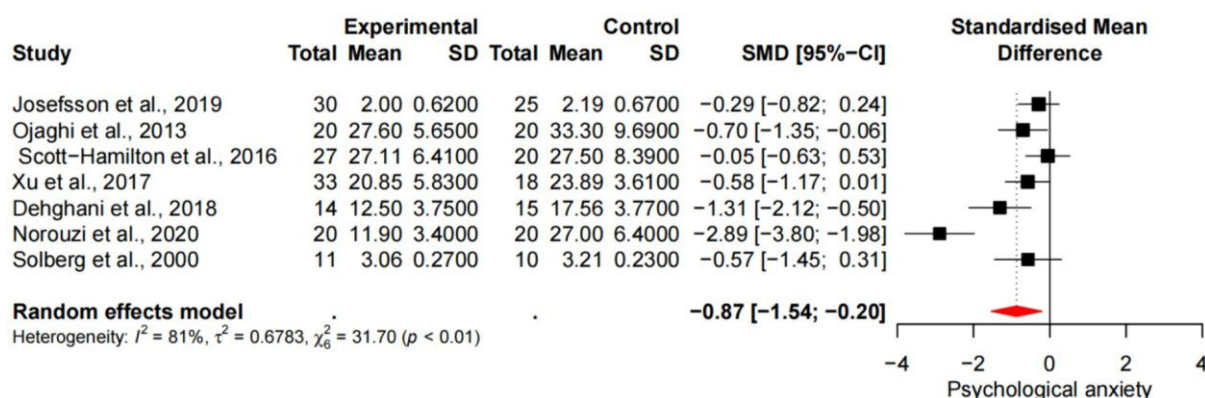 Experimental Control Standardised Mean
Study Total Mean SD Total Mean SD SMD [95%−CI] Difference
Josefsson et al., 2019 30 2.00 0.6200 25 2.19 0.6700 −0.29 [−0.82; 0.24]
Ojaghi et al., 2013 20 27.60 5.6500 20 33.30 9.6900 −0.70 [−1.35; −0.06]
Scott-Hamilton et al., 2016 27 27.11 6.4100 20 27.50 8.3900 −0.05 [−0.63; 0.53]
Xu et al., 2017 33 20.85 5.8300 18 23.89 3.6100 −0.58 [−1.17; 0.01]
Dehghani et al., 2018 14 12.50 3.7500 15 17.56 3.7700 −1.31 [−2.12; −0.50]
Norouzi et al., 2020 20 11.90 3.4000 20 27.00 6.4000 −2.89 [−3.80; −1.98]
Solberg et al., 2000 11 3.06 0.2700 10 3.21 0.2300 −0.57 [−1.45; 0.31]
Random effects model . . −0.87 [−1.54; −0.20]
Heterogeneity: I² = 81%, τ² = 0.6783, χ²₆ = 31.70 (p < 0.01)
−4 −2 0 2 4
Psychological anxiety